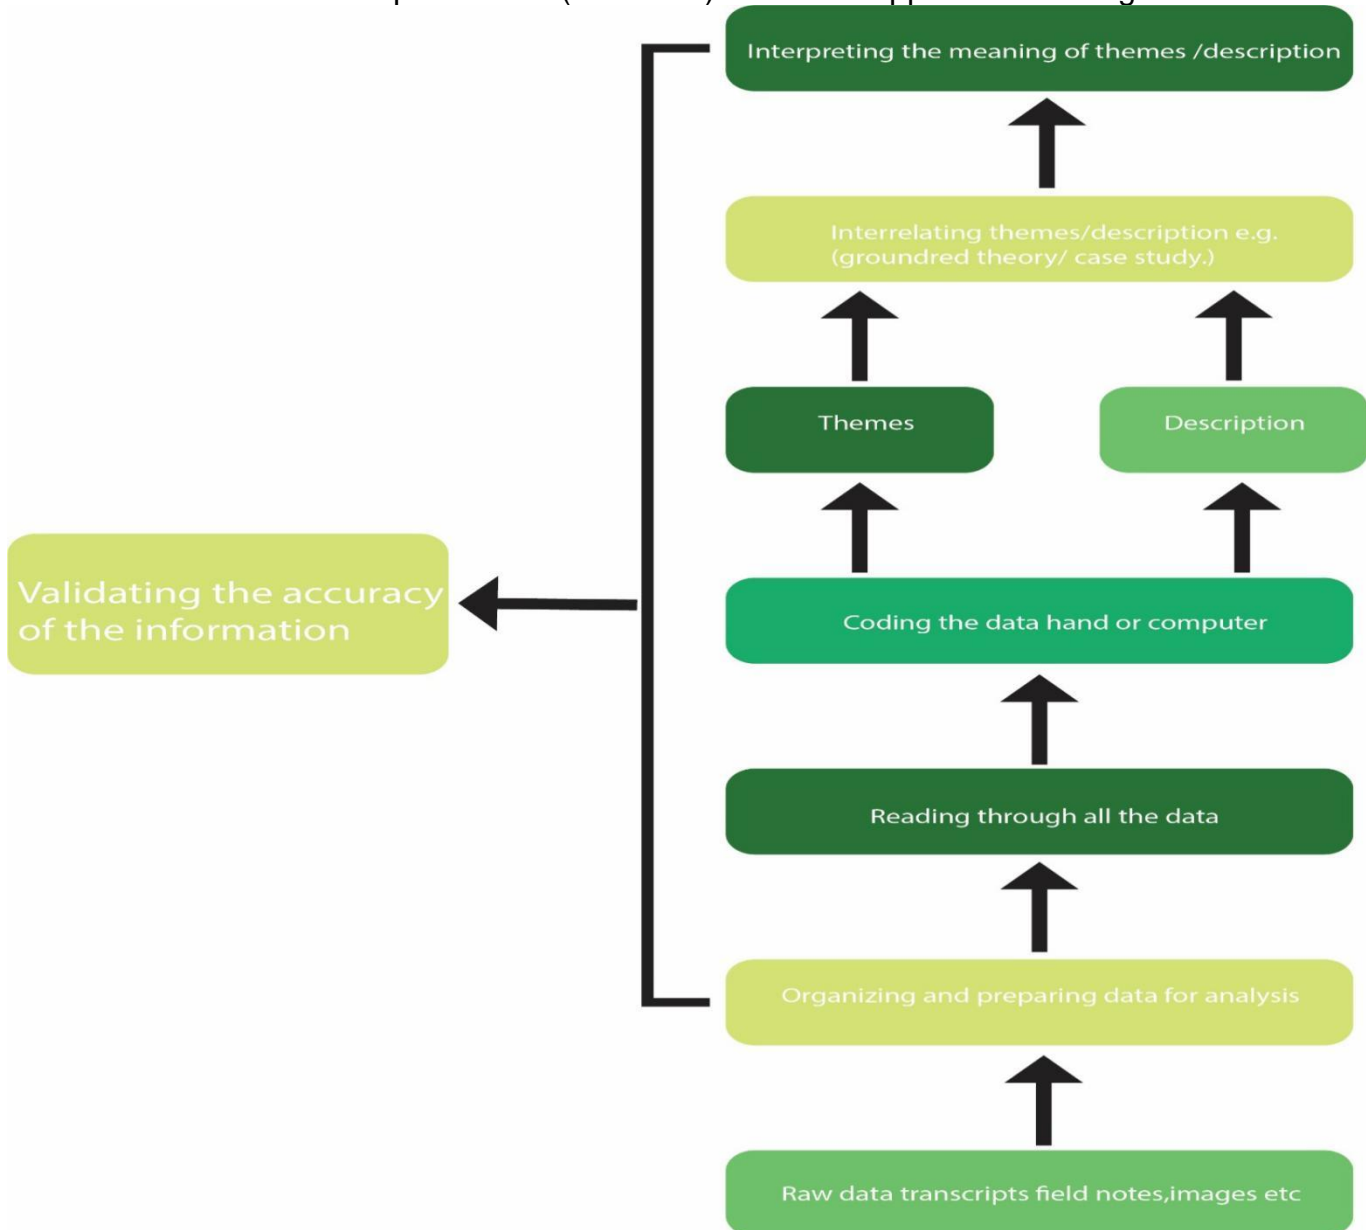 Interpreting the meaning of themes /description
Interrelating themes/description e.g.
(groundred theory/ case study.)
Themes
Description
Validating the accuracy
of the information
Coding the data hand or computer
Reading through all the data
Organizing and preparing data for analysis
Raw data transcripts field notes,images etc